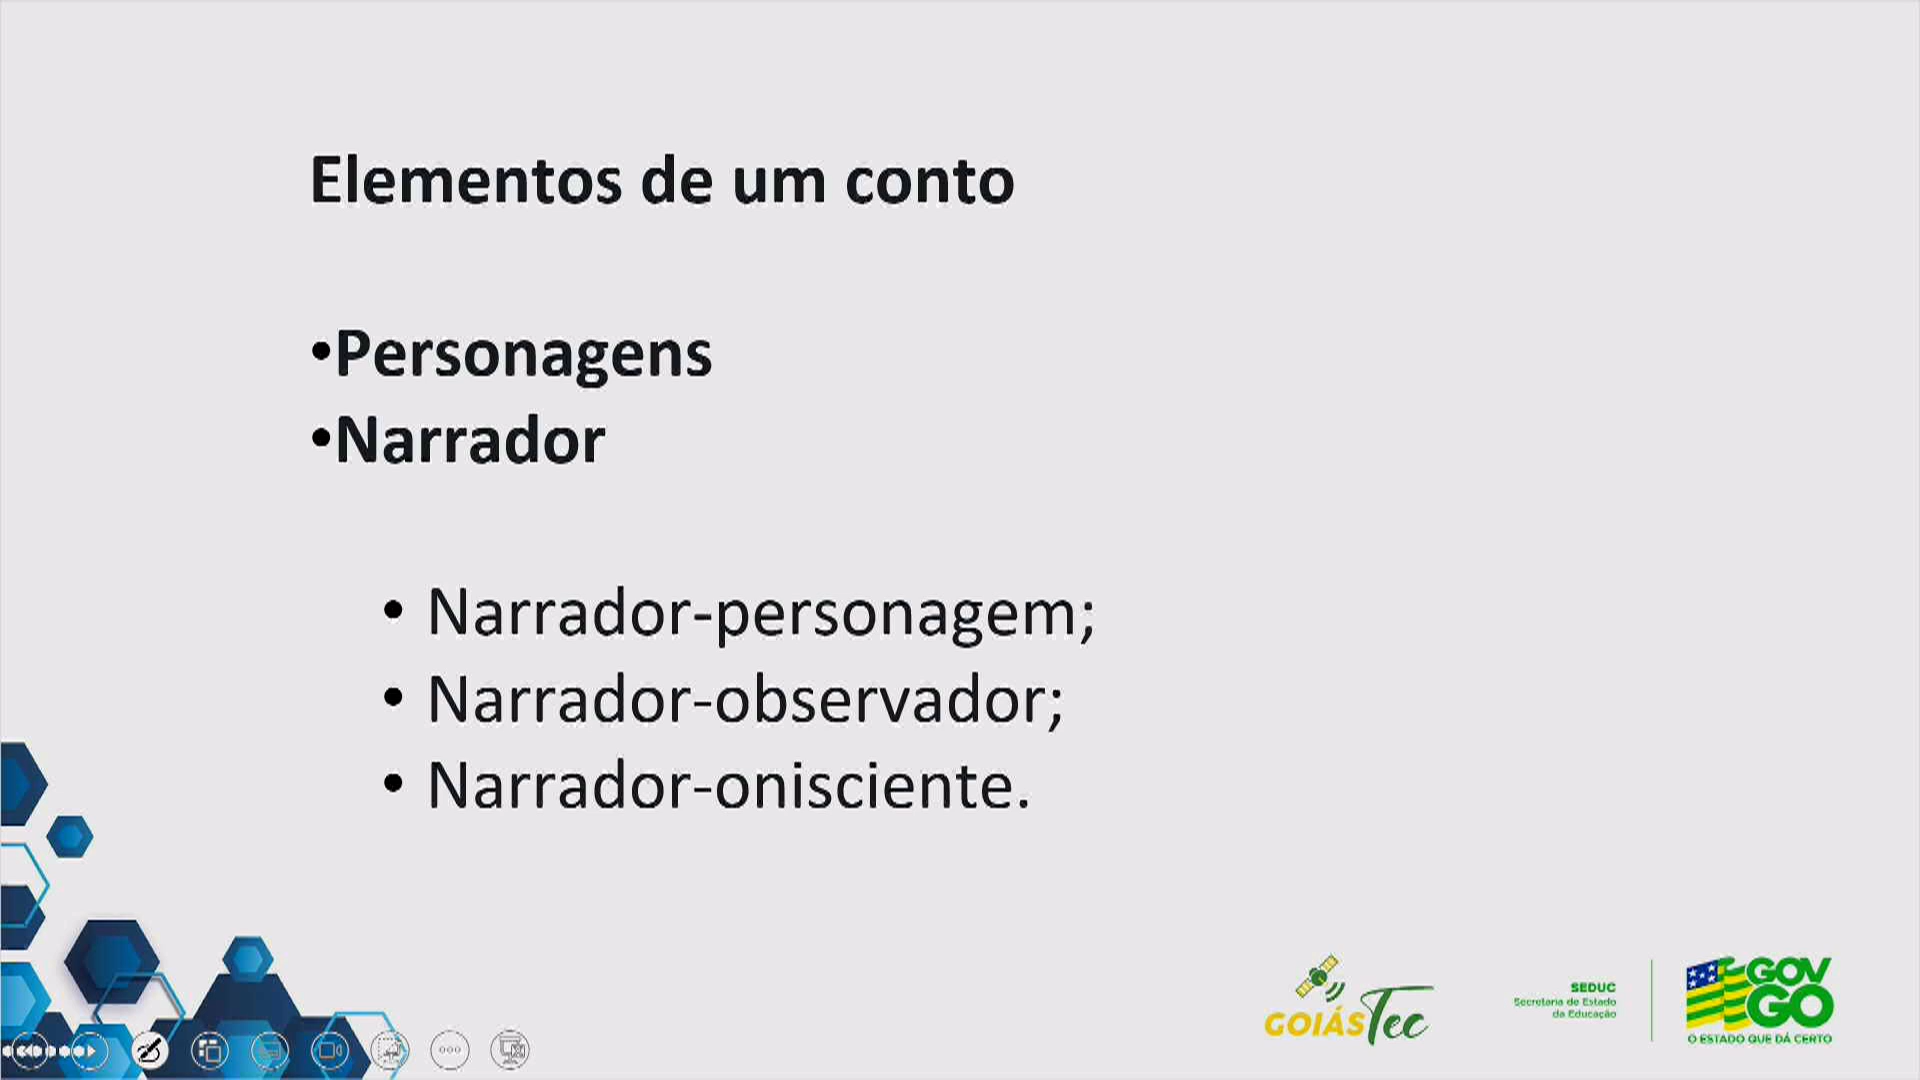 Elementos de um conto
•Personagens
•Narrador
• Narrador-personagem;
• Narrador-observador;
• Narrador-onisciente.
GOIÁSTec
SEDUC
Secretaria de Estado
da Educação
GOV
GO
O ESTADO QUE DÁ CERTO